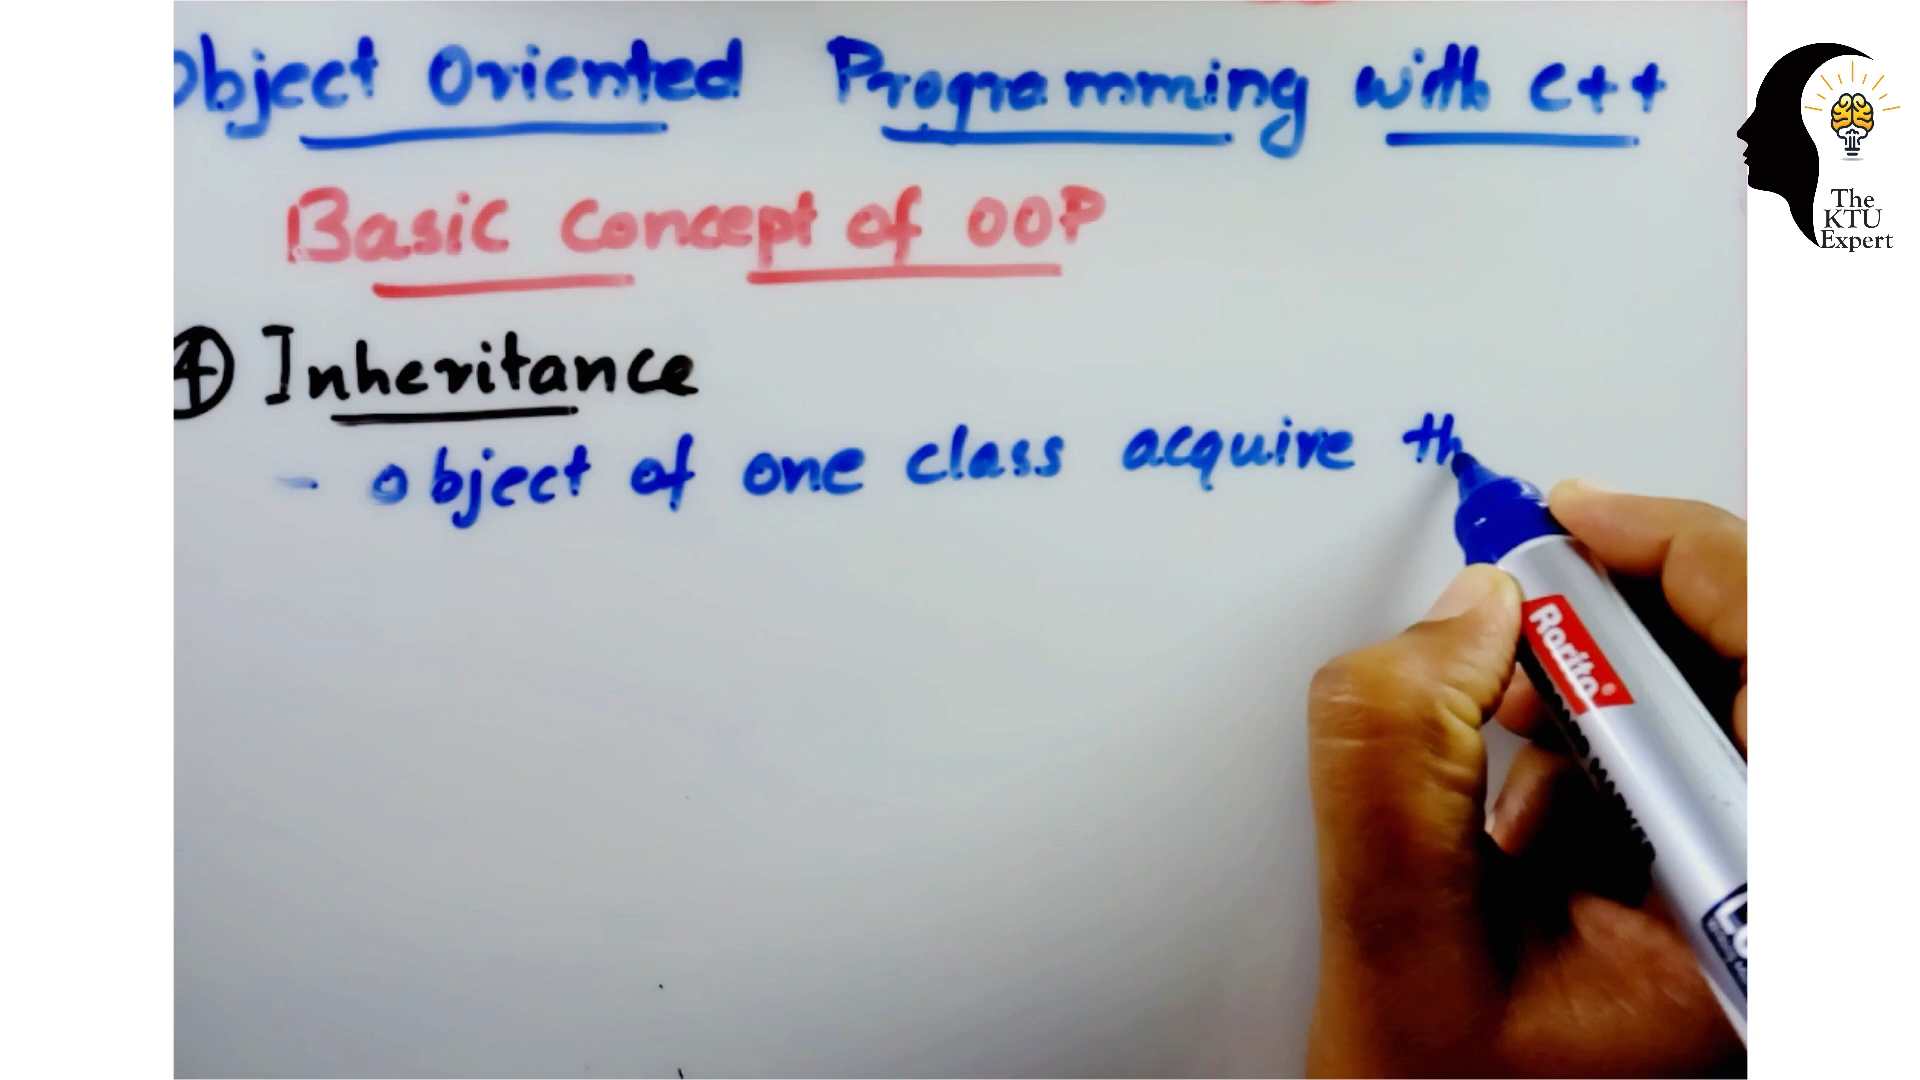 Object Oriented Programming with C++
Basic Concept of OOP
④ Inheritance
- object of one class acquire th
Rorito®
The
KTU
Expert